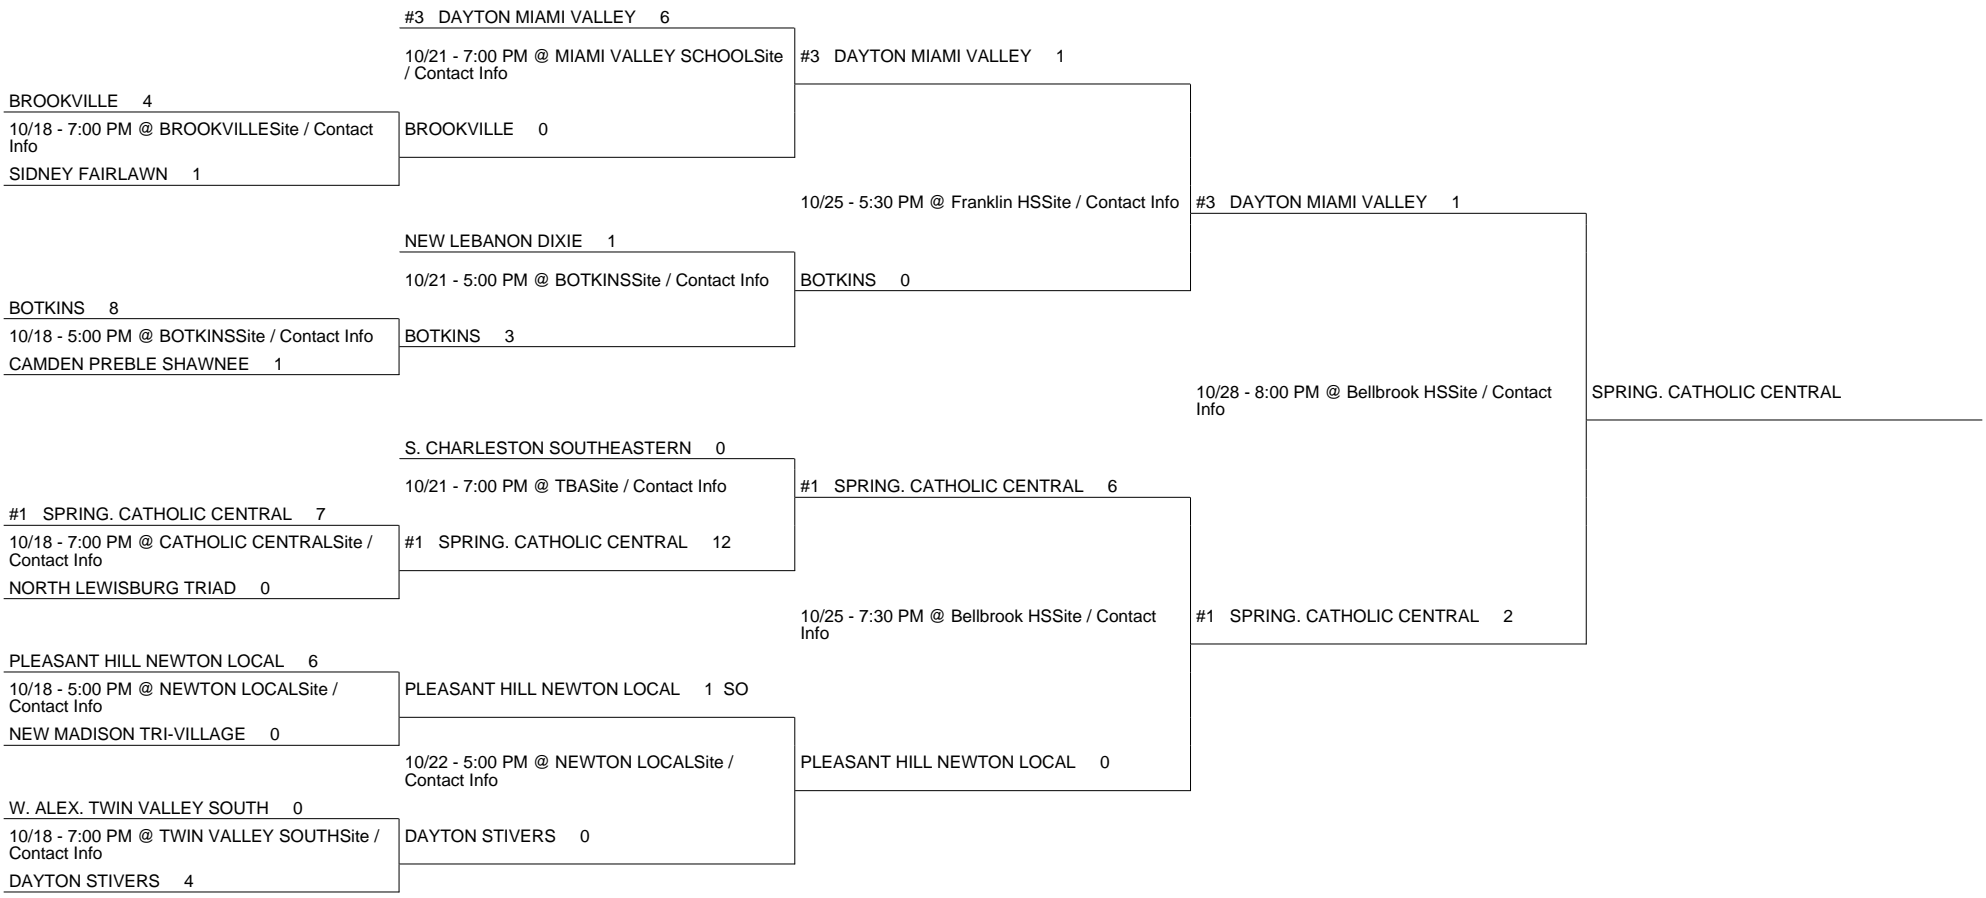 #3 DAYTON MIAMI VALLEY 6
10/21 - 7:00 PM @ MIAMI VALLEY SCHOOLSite
/ Contact Info
#3 DAYTON MIAMI VALLEY 1
BROOKVILLE 4
10/18 - 7:00 PM @ BROOKVILLESite / Contact
Info
BROOKVILLE 0
SIDNEY FAIRLAWN 1
10/25 - 5:30 PM @ Franklin HSSite / Contact Info
#3 DAYTON MIAMI VALLEY 1
NEW LEBANON DIXIE 1
10/21 - 5:00 PM @ BOTKINSSite / Contact Info
BOTKINS 0
BOTKINS 8
10/18 - 5:00 PM @ BOTKINSSite / Contact Info
BOTKINS 3
CAMDEN PREBLE SHAWNEE 1
10/28 - 8:00 PM @ Bellbrook HSSite / Contact
Info
SPRING. CATHOLIC CENTRAL
S. CHARLESTON SOUTHEASTERN 0
10/21 - 7:00 PM @ TBASite / Contact Info
#1 SPRING. CATHOLIC CENTRAL 6
#1 SPRING. CATHOLIC CENTRAL 7
10/18 - 7:00 PM @ CATHOLIC CENTRALSite /
Contact Info
#1 SPRING. CATHOLIC CENTRAL 12
NORTH LEWISBURG TRIAD 0
10/25 - 7:30 PM @ Bellbrook HSSite / Contact
Info
#1 SPRING. CATHOLIC CENTRAL 2
PLEASANT HILL NEWTON LOCAL 6
10/18 - 5:00 PM @ NEWTON LOCALSite /
Contact Info
PLEASANT HILL NEWTON LOCAL 1 SO
NEW MADISON TRI-VILLAGE 0
10/22 - 5:00 PM @ NEWTON LOCALSite /
Contact Info
PLEASANT HILL NEWTON LOCAL 0
W. ALEX. TWIN VALLEY SOUTH 0
10/18 - 7:00 PM @ TWIN VALLEY SOUTHSite /
Contact Info
DAYTON STIVERS 0
DAYTON STIVERS 4